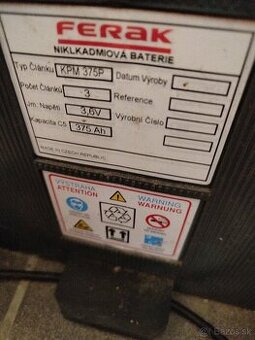 FERAK
NIKLKADMIOVÁ BATERIE
Typ Článku KPM 375P Datum Výroby
Počet článků 3 Reference
Jm. Napětí 3,6V Výrobní Číslo
Kapacita C5 375 Ah
MADE IN CZECH REPUBLIC
VÝSTRAHA WARNING
ATTENTION WARNUNG
Bazos.sk